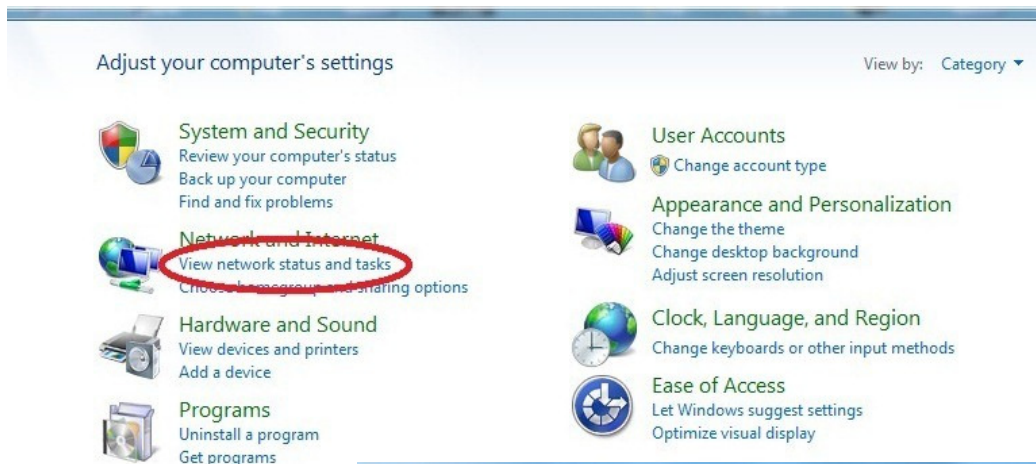 Adjust your computer's settings
View by: Category
System and Security
Review your computer's status
Back up your computer
Find and fix problems
Network and Internet
View network status and tasks
Choose homegroup and sharing options
Hardware and Sound
View devices and printers
Add a device
Programs
Uninstall a program
Get programs
User Accounts
Change account type
Appearance and Personalization
Change the theme
Change desktop background
Adjust screen resolution
Clock, Language, and Region
Change keyboards or other input methods
Ease of Access
Let Windows suggest settings
Optimize visual display